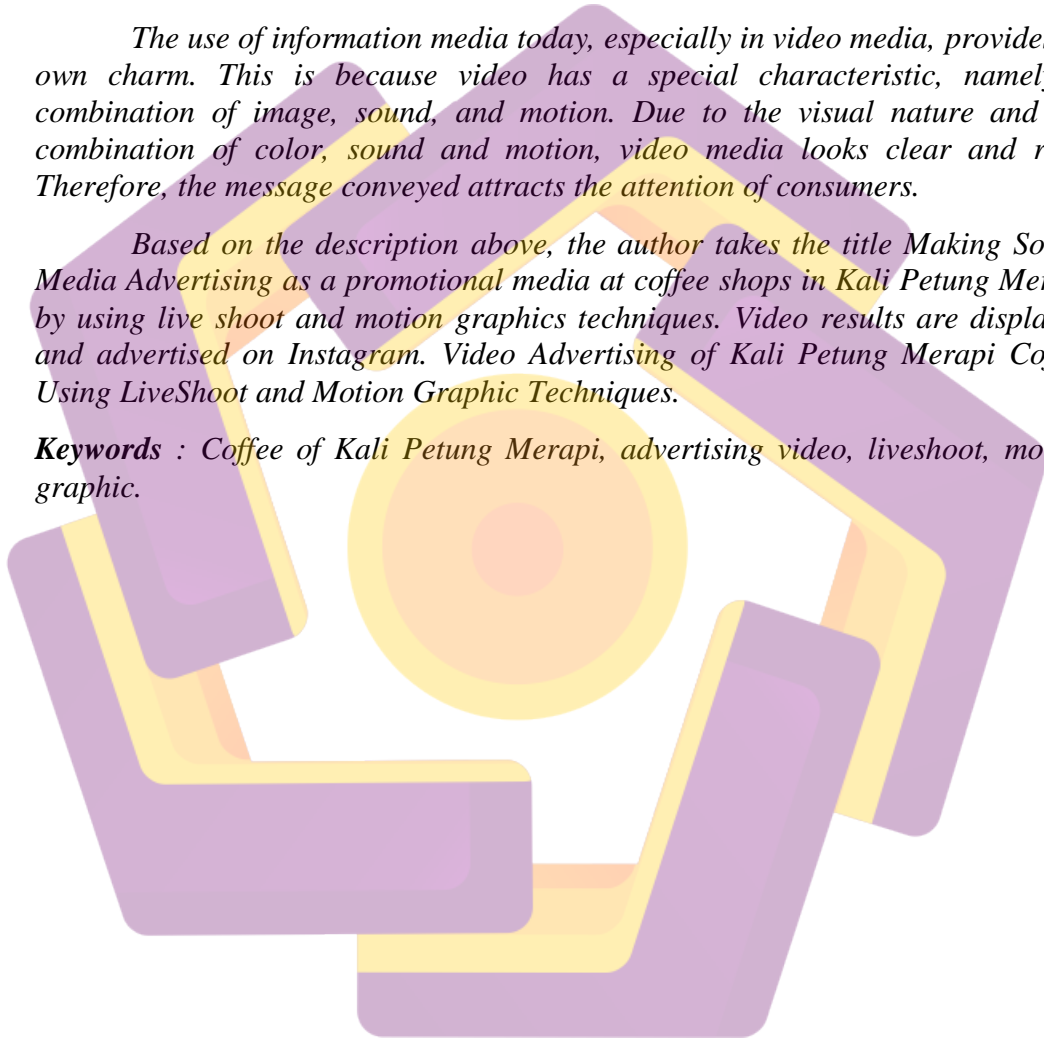 The use of information media today, especially in video media, provide
own charm. This is because video has a special characteristic, namely
combination of image, sound, and motion. Due to the visual nature and
combination of color, sound and motion, video media looks clear and
Therefore, the message conveyed attracts the attention of consumers.
Based on the description above, the author takes the title Making So
Media Advertising as a promotional media at coffee shops in Kali Petung Mer
by using live shoot and motion graphics techniques. Video results are displa
and advertised on Instagram. Video Advertising of Kali Petung Merapi Co
Using LiveShoot and Motion Graphic Techniques.
Keywords : Coffee of Kali Petung Merapi, advertising video, liveshoot, mo
graphic.